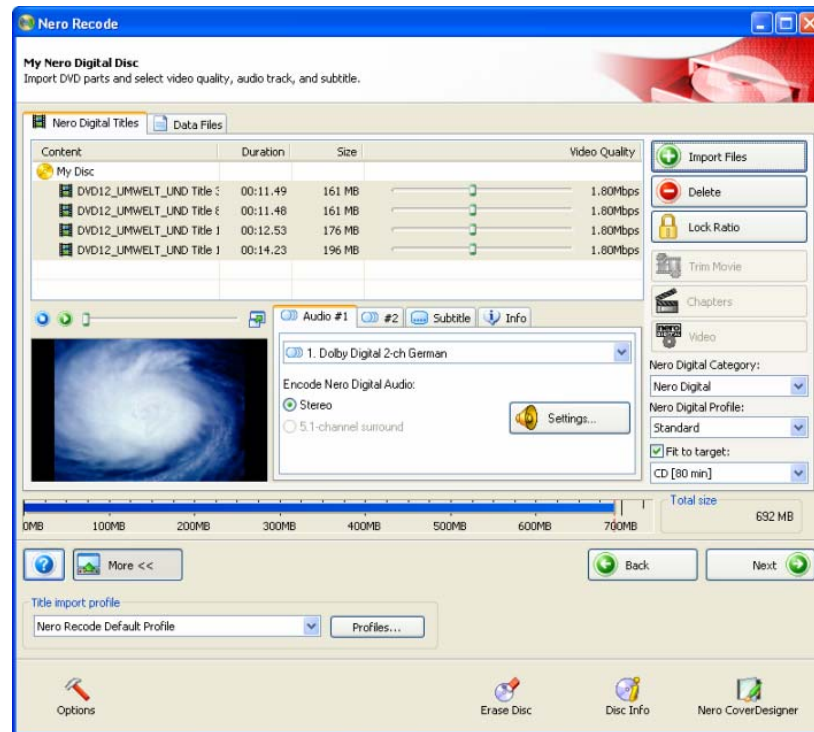 Nero Recode
My Nero Digital Disc
Import DVD parts and select video quality, audio track, and subtitle.
Nero Digital Titles Data Files
Content Duration Size Video Quality
My Disc
DVD12_UMWELT_UND Title 3 00:11.49 161 MB 1.80Mbps
DVD12_UMWELT_UND Title 00:11.48 161 MB 1.80Mbps
DVD12_UMWELT_UND Title 1 00:12.53 176 MB 1.80Mbps
DVD12_UMWELT_UND Title 1 00:14.23 196 MB 1.80Mbps
Import Files
Delete
Lock Ratio
Trim Movie
Chapters
nero
Video
Audio #1 #2 Subtitle Info
1. Dolby Digital 2-ch German
Encode Nero Digital Audio:
Stereo
5.1-channel surround
Settings...
Nero Digital Category:
Nero Digital
Nero Digital Profile:
Standard
Fit to target:
CD [80 min]
0MB 100MB 200MB 300MB 400MB 500MB 600MB 700MB
Total size
692 MB
More <<
Back Next
Title import profile
Nero Recode Default Profile Profiles...
Options Erase Disc Disc Info Nero CoverDesigner